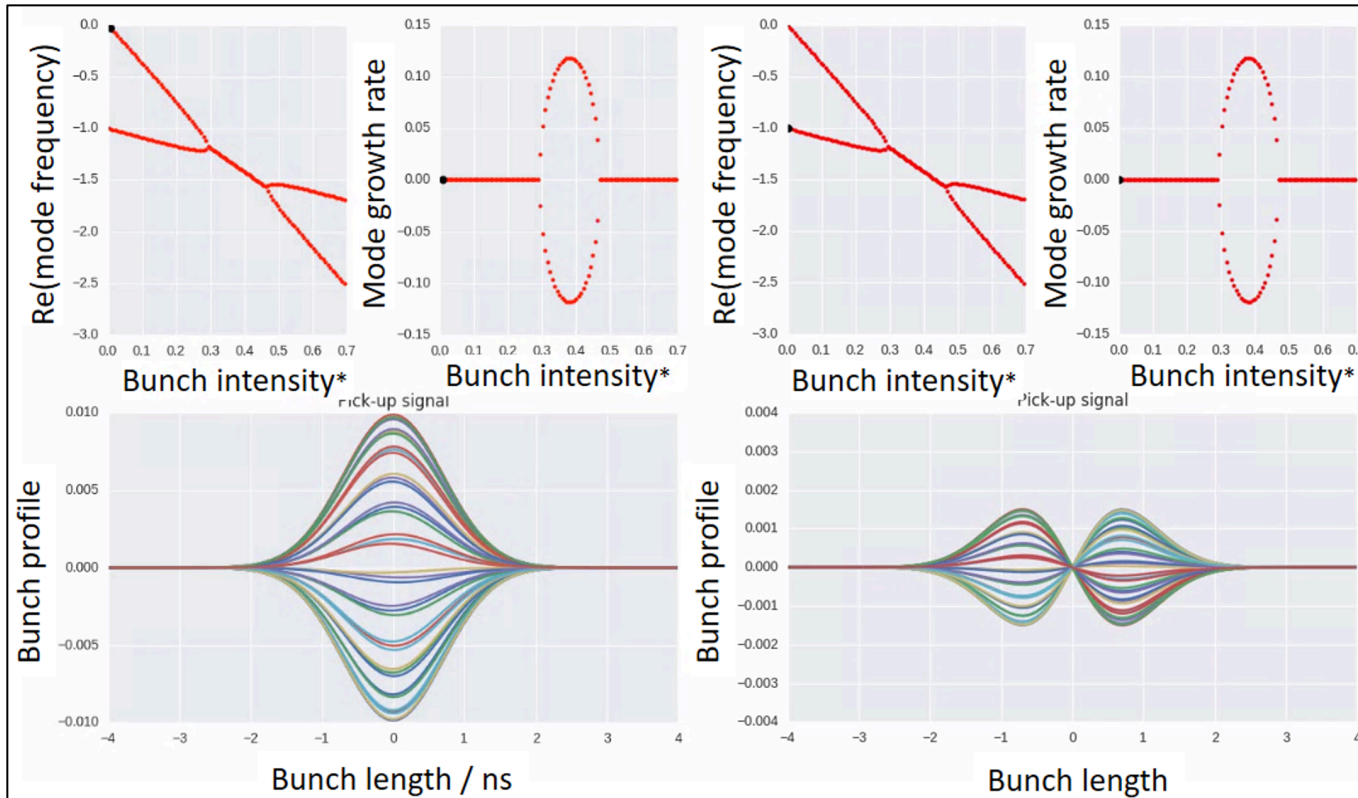 Re(mode frequency)
0.0
−0.5
−1.0
−1.5
−2.0
−2.5
−3.0
0.0 0.1 0.2 0.3 0.4 0.5 0.6 0.7
Bunch intensity*
Mode growth rate
0.15
0.10
0.05
0.00
−0.05
−0.10
−0.15
0.0 0.1 0.2 0.3 0.4 0.5 0.6 0.7
Bunch intensity*
Re(mode frequency)
0.0
−0.5
−1.0
−1.5
−2.0
−2.5
−3.0
0.0 0.1 0.2 0.3 0.4 0.5 0.6 0.7
Bunch intensity*
Mode growth rate
0.15
0.10
0.05
0.00
−0.05
−0.10
−0.15
0.0 0.1 0.2 0.3 0.4 0.5 0.6 0.7
Bunch intensity*
Pick-up signal
Bunch profile
0.010
0.005
0.000
−0.005
−0.010
−4 −3 −2 −1 0 1 2 3 4
Bunch length / ns
Pick-up signal
Bunch profile
0.004
0.003
0.002
0.001
0.000
−0.001
−0.002
−0.003
−0.004
−4 −3 −2 −1 0 1 2 3 4
Bunch length